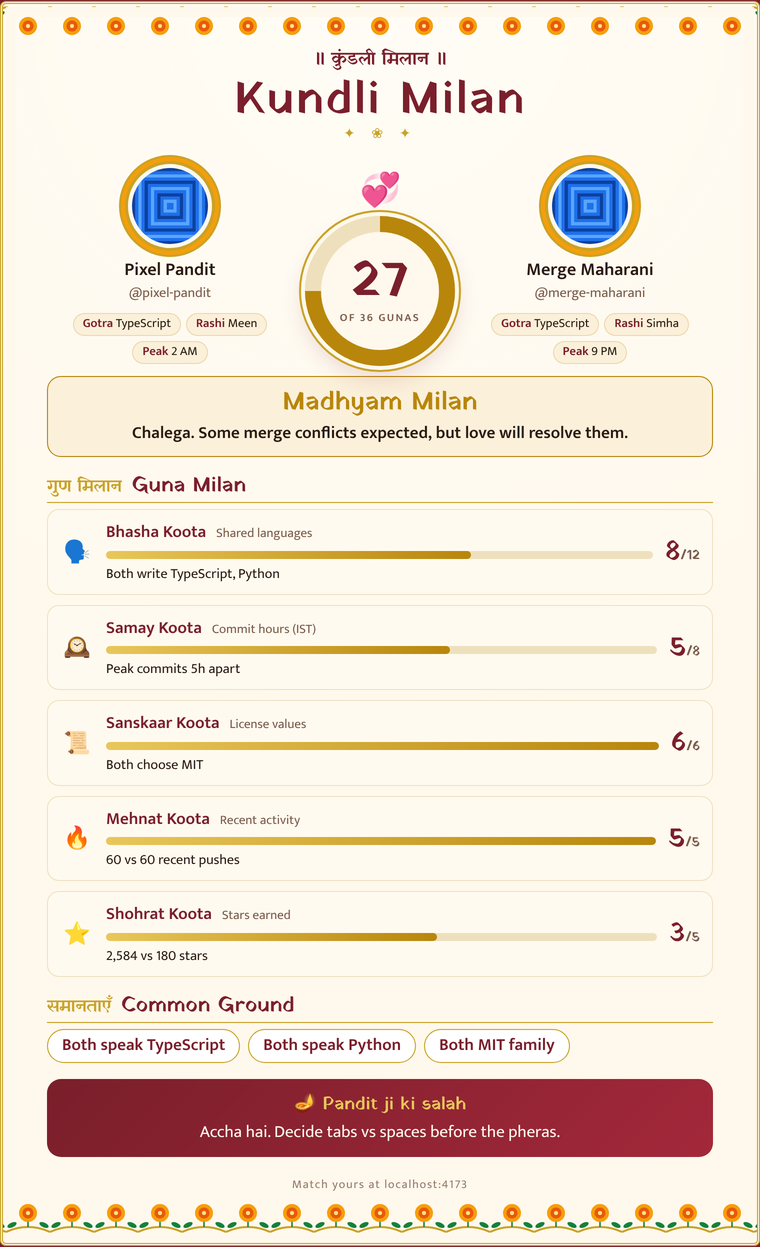 ॥ कुंडली मिलान ॥
Kundli Milan
Pixel Pandit
@pixel-pandit
Gotra TypeScript
Rashi Meen
Peak 2 AM
27
OF 36 GUNAS
Merge Maharani
@merge-maharani
Gotra TypeScript
Rashi Simha
Peak 9 PM
Madhyam Milan
Chalega. Some merge conflicts expected, but love will resolve them.
गुण मिलान Guna Milan
Bhasha Koota Shared languages
8/12
Both write TypeScript, Python
Samay Koota Commit hours (IST)
5/8
Peak commits 5h apart
Sanskaar Koota License values
6/6
Both choose MIT
Mehnat Koota Recent activity
5/5
60 vs 60 recent pushes
Shohrat Koota Stars earned
3/5
2,584 vs 180 stars
समानताएँ Common Ground
Both speak TypeScript
Both speak Python
Both MIT family
Pandit ji ki salah
Accha hai. Decide tabs vs spaces before the pheras.
Match yours at localhost:4173